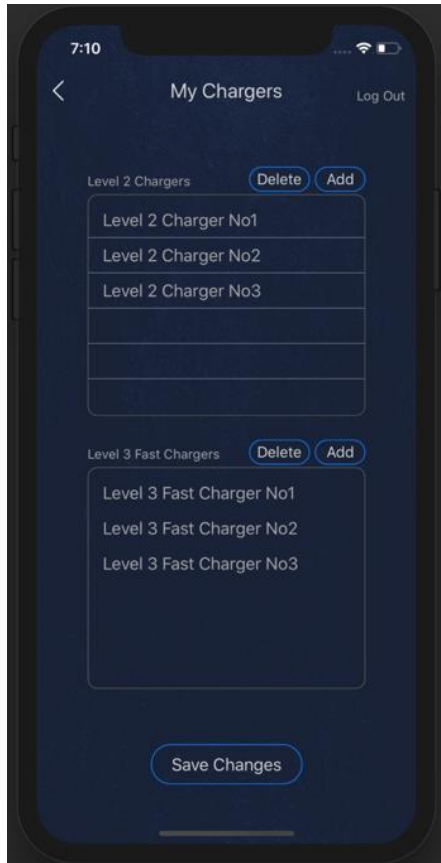 7:10
My Chargers
Log Out
Level 2 Chargers Delete Add
Level 2 Charger No1
Level 2 Charger No2
Level 2 Charger No3
Level 3 Fast Chargers Delete Add
Level 3 Fast Charger No1
Level 3 Fast Charger No2
Level 3 Fast Charger No3
Save Changes